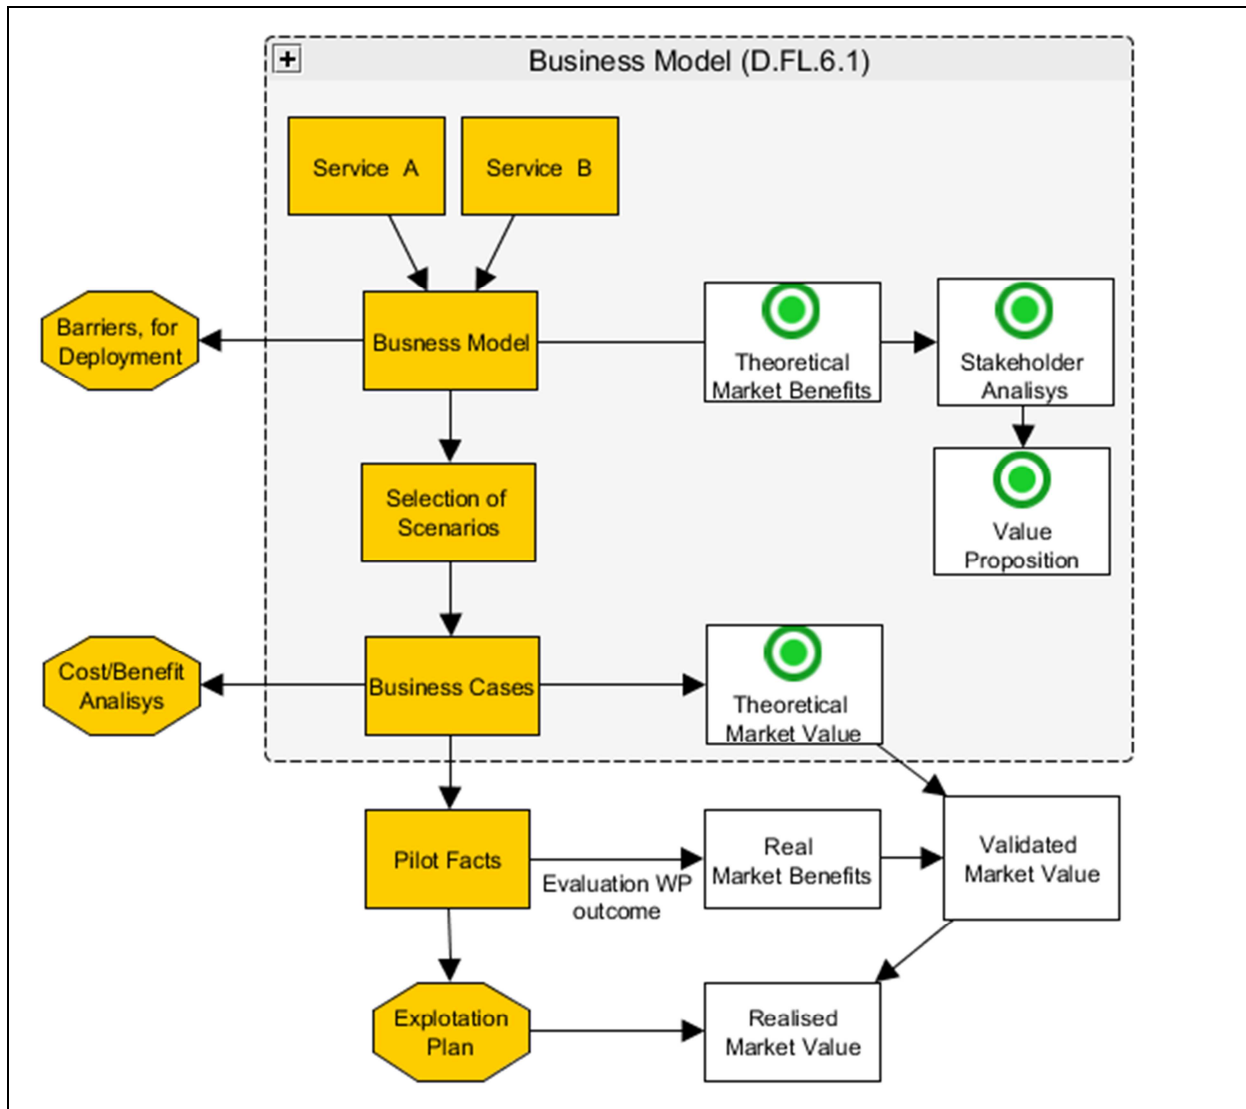 Business Model (D.FL.6.1)
Service A
Service B
Barriers, for
Deployment
Busness Model
Theoretical
Market Benefits
Stakeholder
Analisys
Selection of
Scenarios
Value
Proposition
Cost/Benefit
Analisys
Business Cases
Theoretical
Market Value
Pilot Facts
Evaluation WP
outcome
Real
Market Benefits
Validated
Market Value
Explotation
Plan
Realised
Market Value